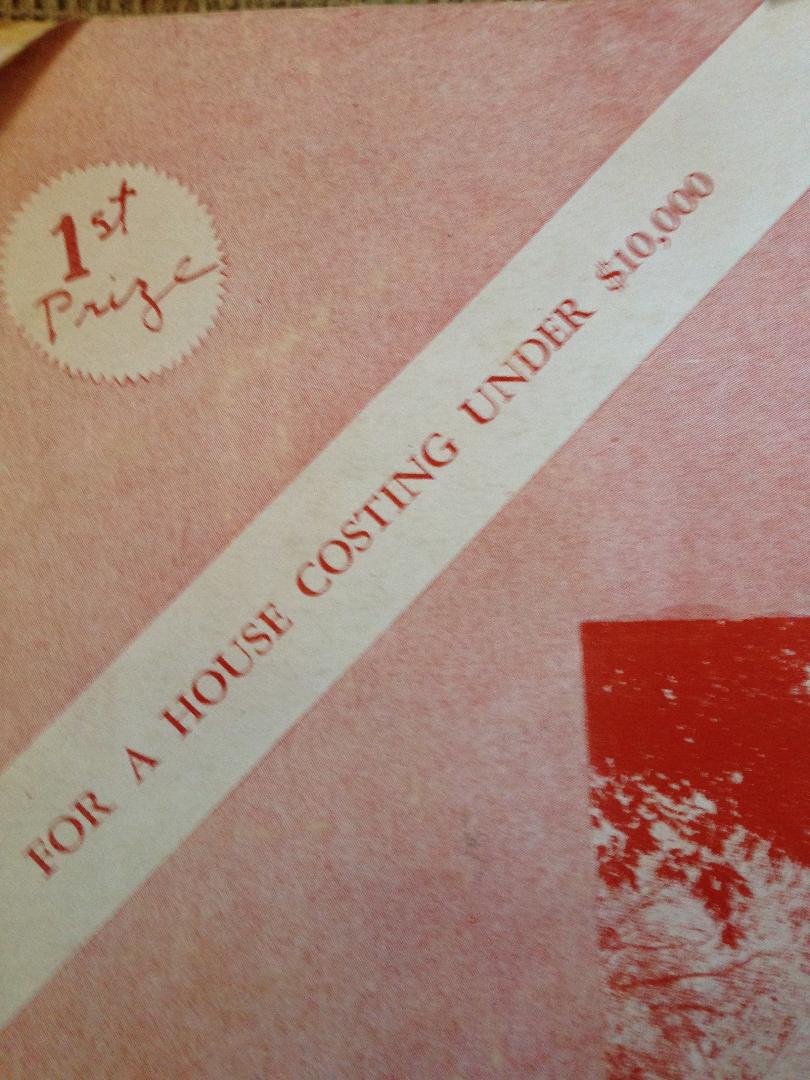 1st
Prize
FOR A HOUSE COSTING UNDER $10,000